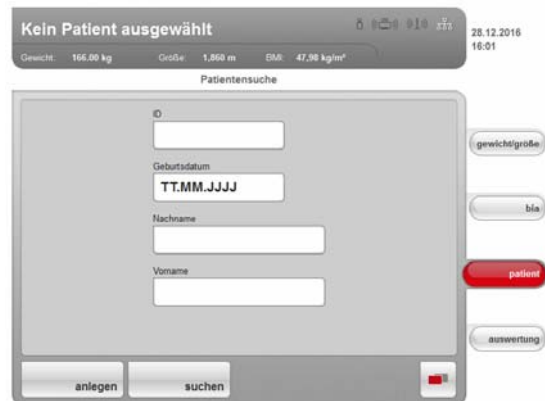 Kein Patient ausgewählt
28.12.2016
16:01
Gewicht: 166.00 kg Größe: 1,860 m BMI: 47,98 kg/m²
Patientensuche
ID
gewicht/größe
Geburtsdatum
TT.MM.JJJJ
bia
Nachname
patient
Vorname
auswertung
anlegen suchen